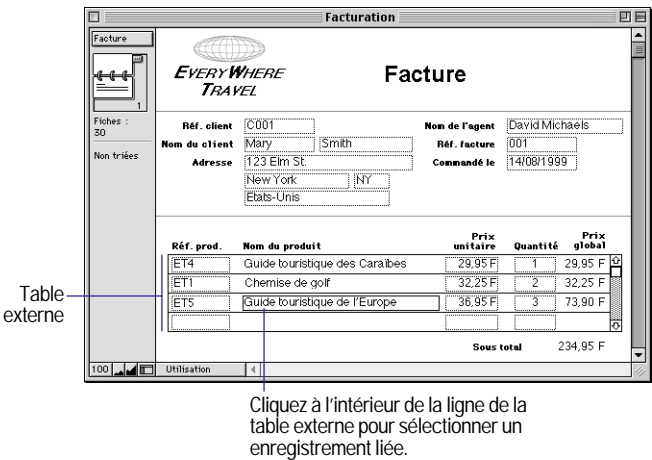 Facturation
Facture
1
Fiches :
30
Non triées
EVERYWHERE
TRAVEL
Facture
Réf. client C001 Nom de l'agent David Michaels
Nom du client Mary Smith Réf. facture 001
Adresse 123 Elm St. Commandé le 14/08/1999
New York NY
Etats-Unis
Réf. prod. Nom du produit Prix unitaire Quantité Prix global
ET4 Guide touristique des Caraïbes 29,95 F 1 29,95 F
ET1 Chemise de golf 32,25 F 2 32,25 F
ET5 Guide touristique de l'Europe 36,95 F 3 73,90 F
Sous total 234,95 F
100 Utilisation
Table
externe
Cliquez à l'intérieur de la ligne de la
table externe pour sélectionner un
enregistrement liée.